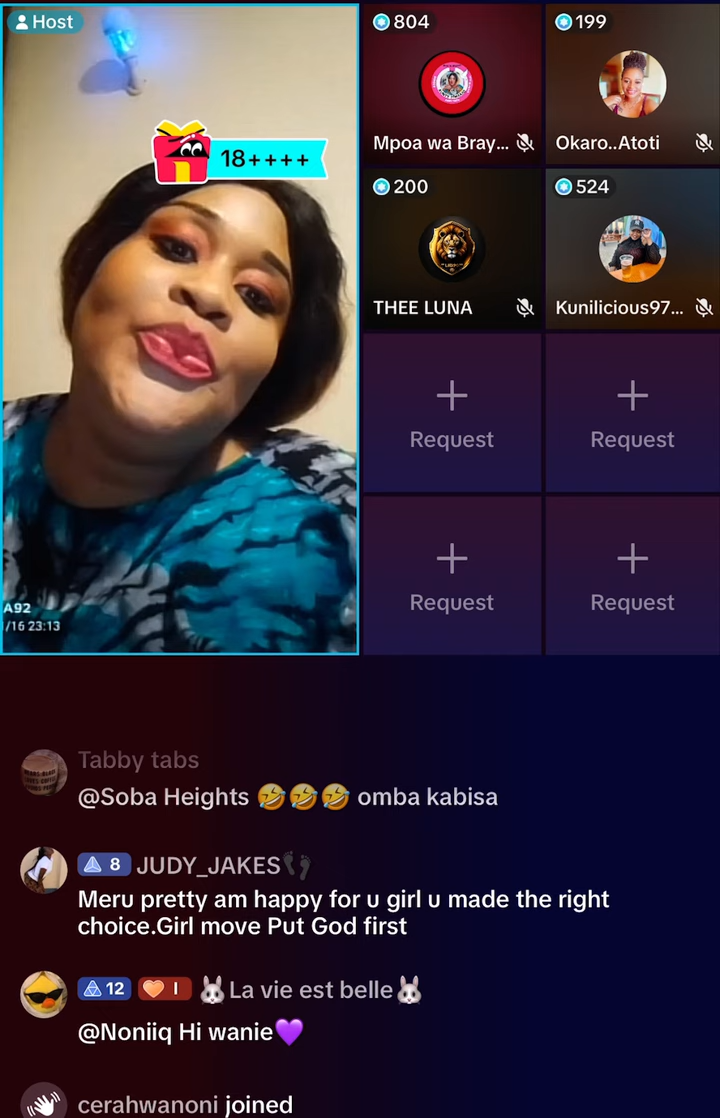 Host
18++++
A92
/16 23:13
804
Mpoa wa Bray...
199
Okaro..Atoti
200
THEE LUNA
524
Kunilicious97...
Request
Request
Request
Request
Tabby tabs
@Soba Heights 🤣🤣🤣 omba kabisa
8 JUDY_JAKES👣
Meru pretty am happy for u girl u made the right
choice.Girl move Put God first
12 I 🐰La vie est belle🐰
@Noniiq Hi wanie💜
cerahwanoni joined